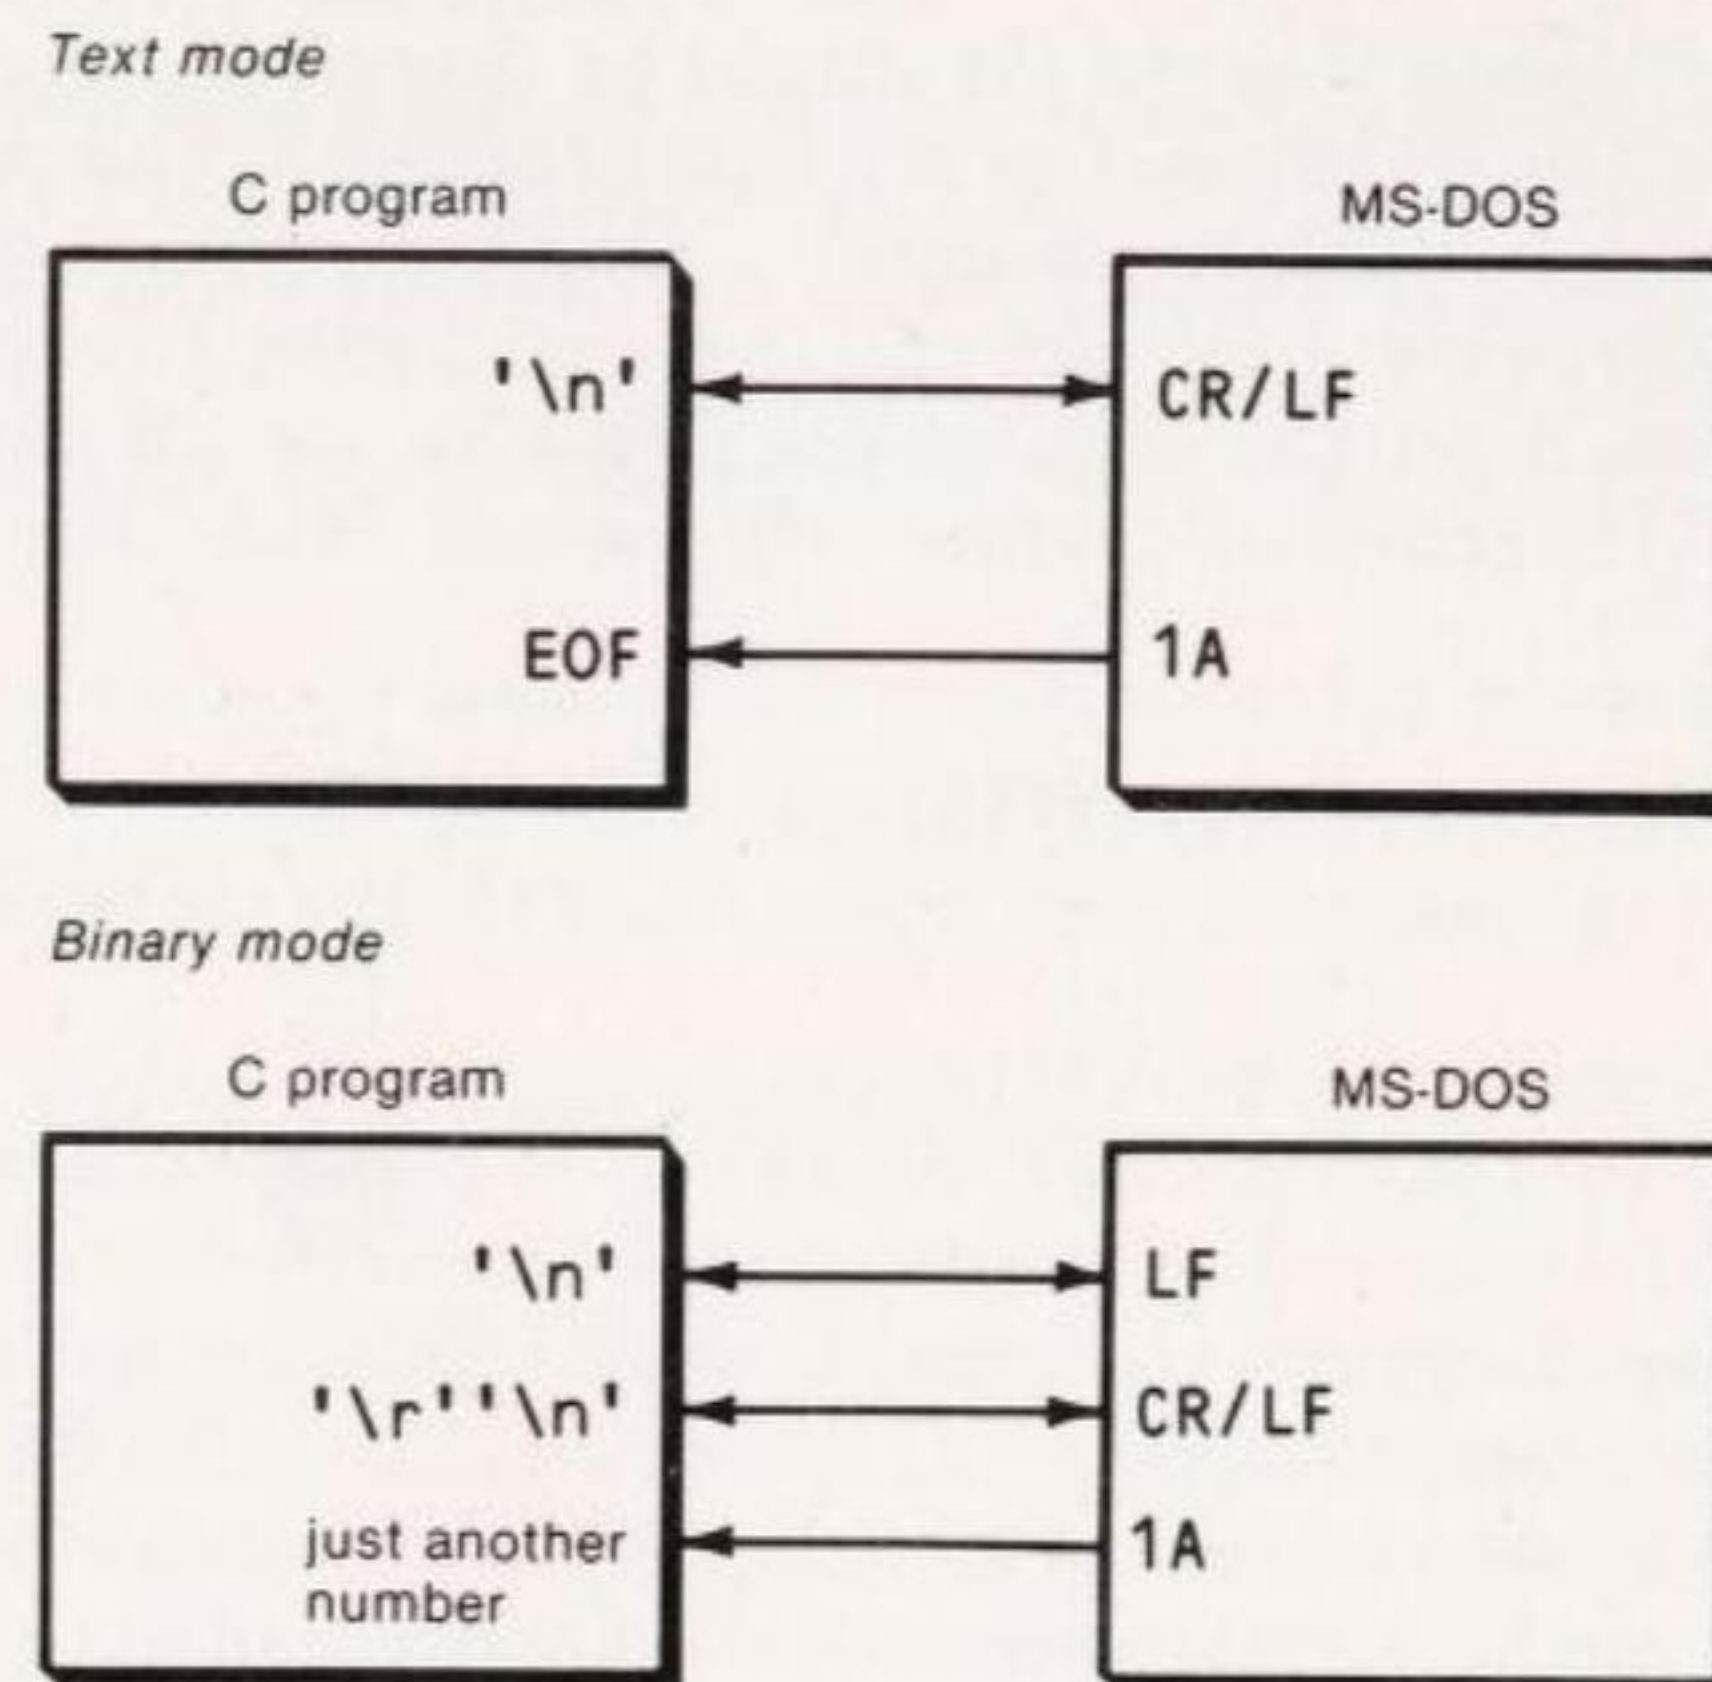 Text mode
C program
MS-DOS
'\n'
CR/LF
EOF
1A
Binary mode
C program
MS-DOS
'\n'
LF
'\r''\n'
CR/LF
just another
number
1A